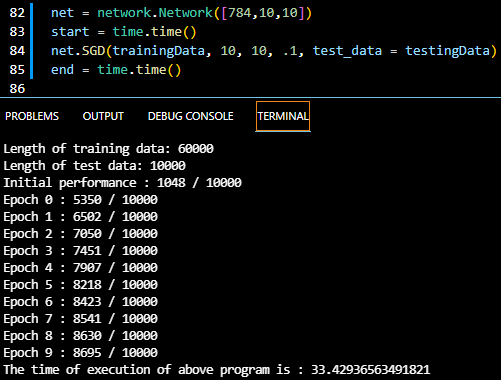 82 net = network.Network([784,10,10])
83 start = time.time()
84 net.SGD(trainingData, 10, 10, .1, test_data = testingData)
85 end = time.time()
86
PROBLEMS OUTPUT DEBUG CONSOLE TERMINAL
Length of training data: 60000
Length of test data: 10000
Initial performance : 1048 / 10000
Epoch 0 : 5350 / 10000
Epoch 1 : 6502 / 10000
Epoch 2 : 7050 / 10000
Epoch 3 : 7451 / 10000
Epoch 4 : 7907 / 10000
Epoch 5 : 8218 / 10000
Epoch 6 : 8423 / 10000
Epoch 7 : 8541 / 10000
Epoch 8 : 8630 / 10000
Epoch 9 : 8695 / 10000
The time of execution of above program is : 33.42936563491821